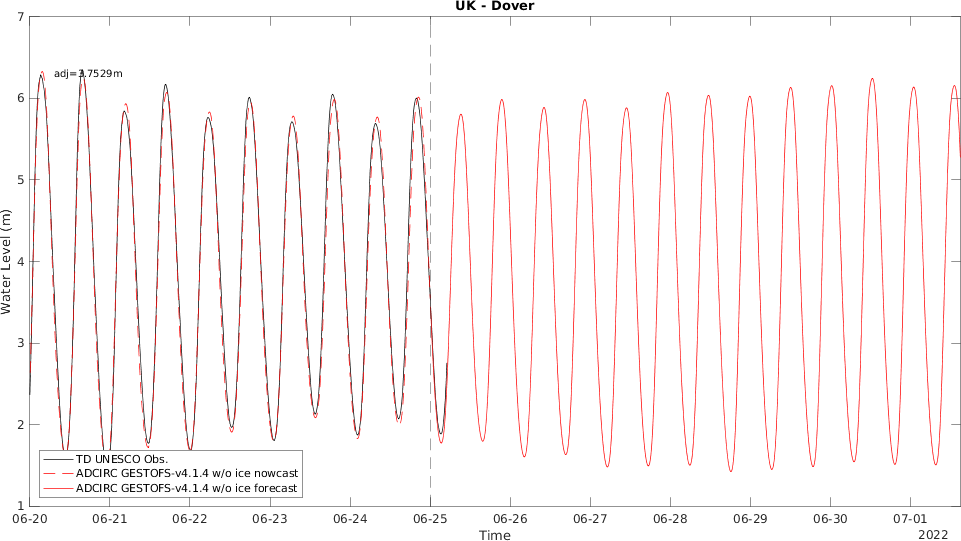 UK - Dover
7
6
5
4
3
2
1
Water Level (m)
adj=3.7529m
TD UNESCO Obs.
ADCIRC GESTOFS-v4.1.4 w/o ice nowcast
ADCIRC GESTOFS-v4.1.4 w/o ice forecast
06-20 06-21 06-22 06-23 06-24 06-25 06-26 06-27 06-28 06-29 06-30 07-01
Time
2022